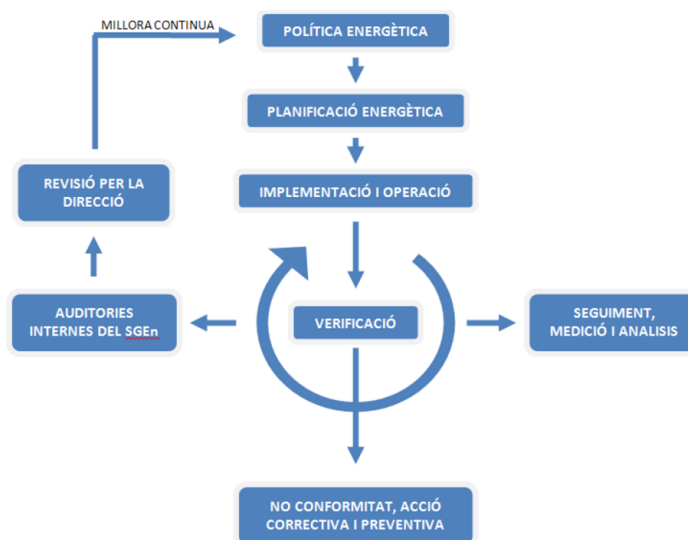 MILLORA CONTINUA
POLÍTICA ENERGÈTICA
PLANIFICACIÓ ENERGÈTICA
IMPLEMENTACIÓ I OPERACIÓ
REVISIÓ PER LA
DIRECCIÓ
AUDITORIES
INTERNES DEL SGEn
VERIFICACIÓ
SEGUIMENT,
MEDICIÓ I ANALISIS
NO CONFORMITAT, ACCIÓ
CORRECTIVA I PREVENTIVA